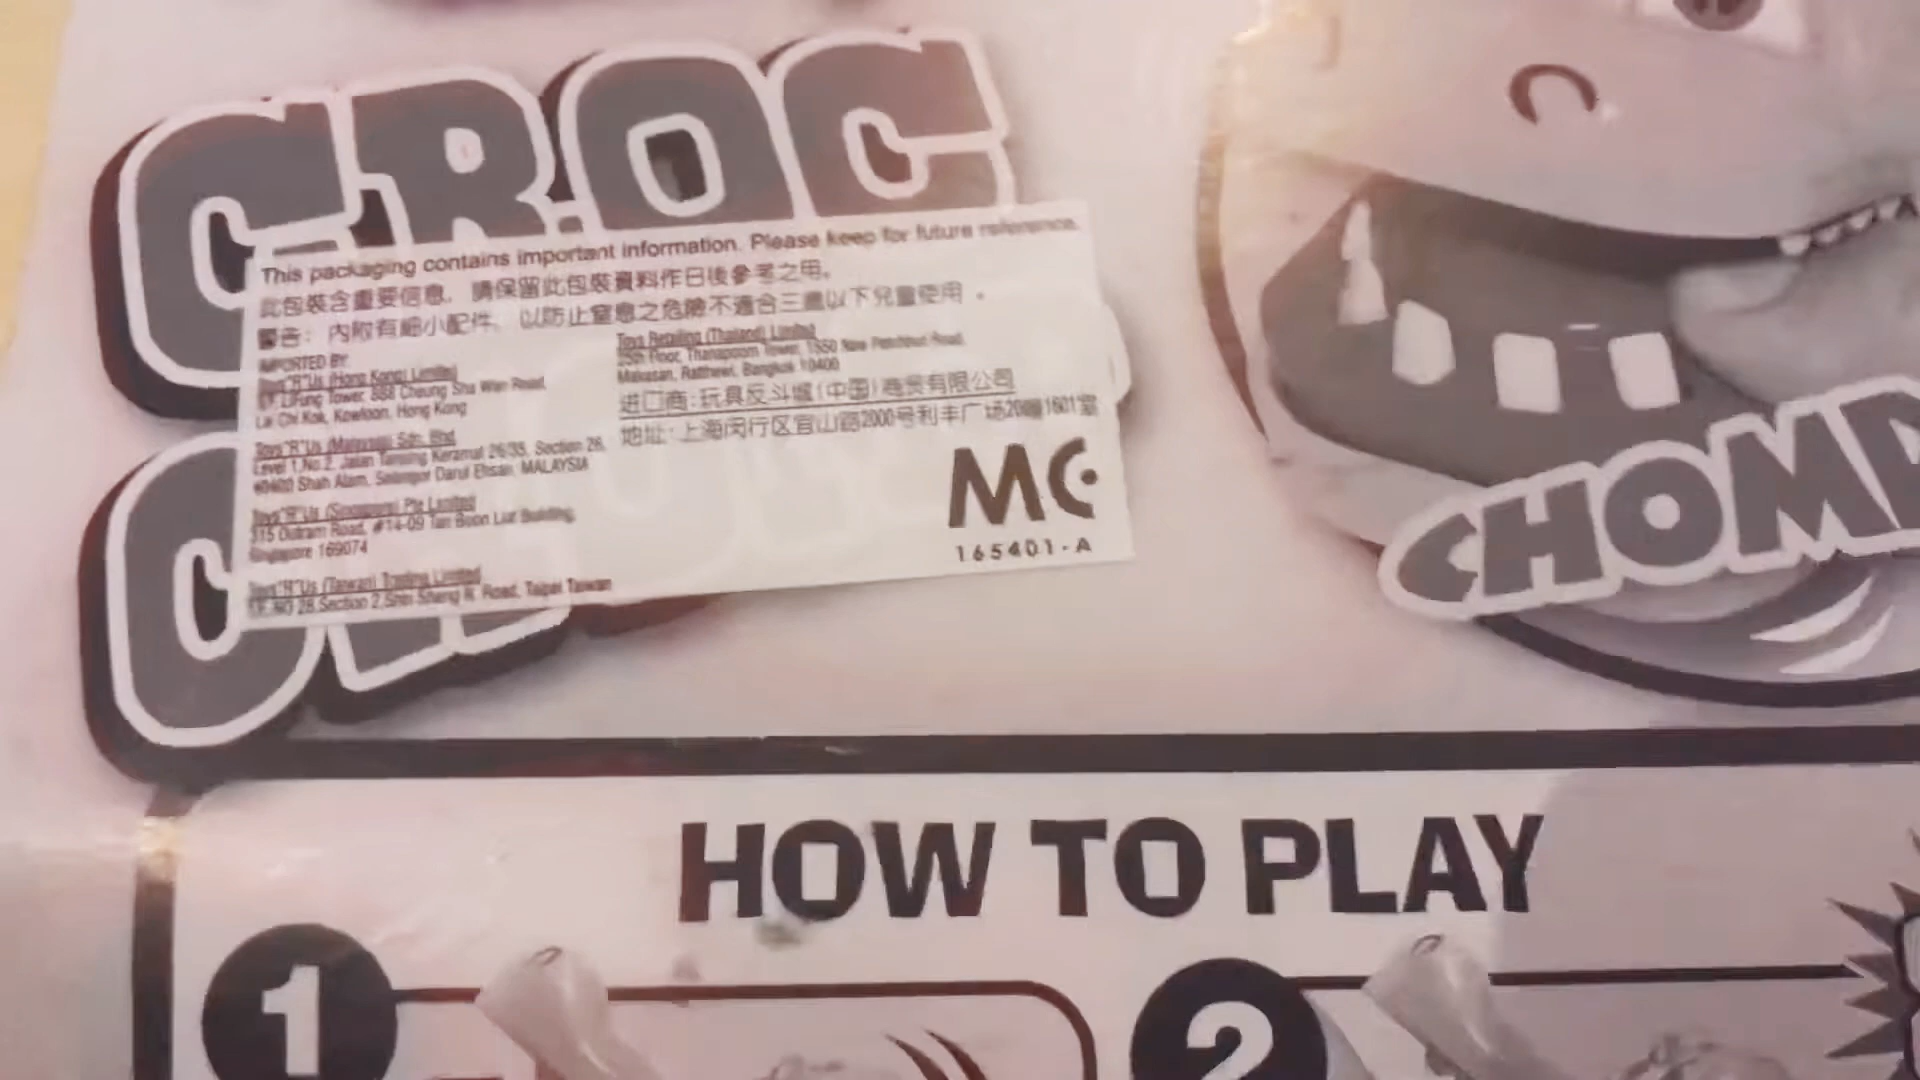 CROC
This packaging contains important information. Please keep for future reference.
此包裝含重要信息，請保留此包裝資料作日後參考之用。
警告：內附有細小配件，以防止窒息之危險不適合三歲以下兒童使用。
IMPORTED BY:
Toys"R"Us (Hong Kong) Limited
LiFung Tower, 888 Cheung Sha Wan Road,
Lai Chi Kok, Kowloon, Hong Kong
Toys"R"Us (Malaysia) Sdn. Bhd
Level 1, No.2, Jalan Tanjung Keramat 26/35, Section 26,
40400 Shah Alam, Selangor Darul Ehsan, MALAYSIA
Toys"R"Us (Singapore) Pte Limited
315 Outram Road, #14-09 Tan Boon Liat Building,
Singapore 169074
Toys"R"Us (Taiwan) Trading Limited
NO 28, Section 2, Shin Sheng N. Road, Taipei Taiwan
Toys Retailing (Thailand) Limited
25th Floor, Thanapoom Tower, 1550 New Petchburi Road,
Makasan, Ratthewi, Bangkok 10400
进口商：玩具反斗城(中国)商贸有限公司
地址：上海闵行区宜山路2000号利丰广场20幢1601室
MC
165401-A
CHOMP
HOW TO PLAY
1
2